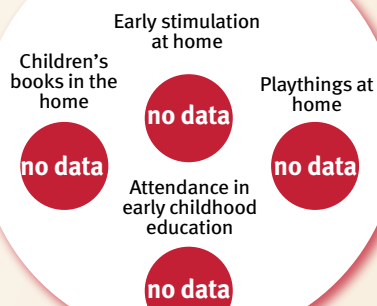 Early stimulation
at home
no data
Children's
books in the
home
no data
Playthings at
home
no data
Attendance in
early childhood
education
no data